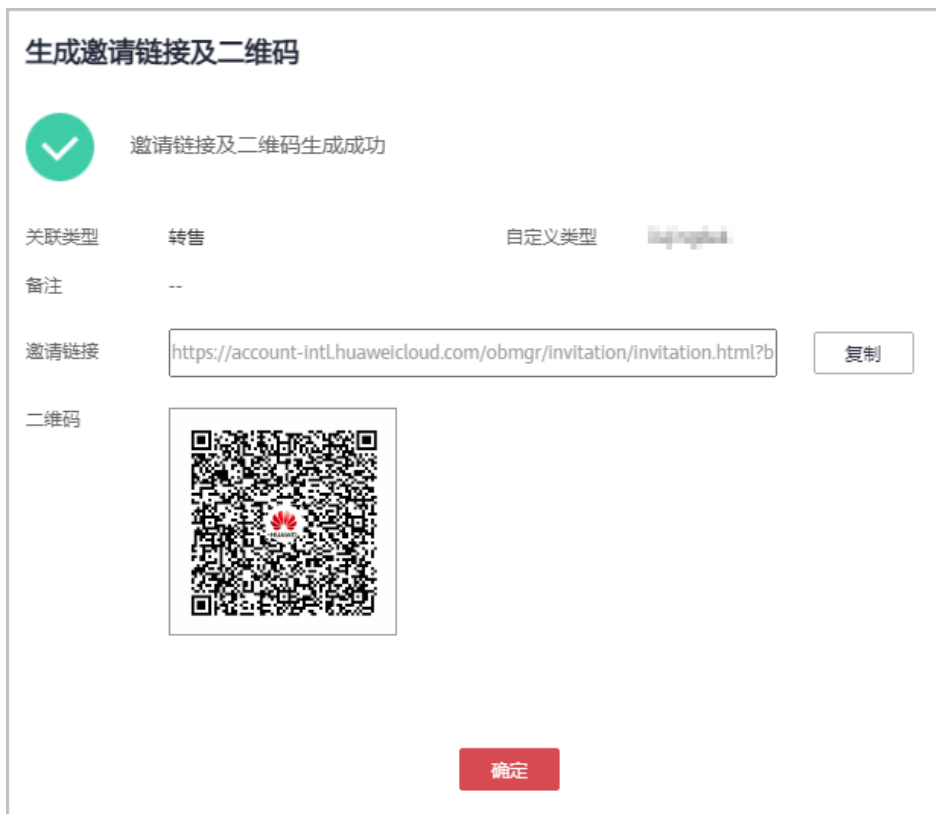 生成邀请链接及二维码
邀请链接及二维码生成成功
关联类型 转售 自定义类型
备注 --
邀请链接 https://account-intl.huaweicloud.com/obmgr/invitation/invitation.html?b 复制
二维码
HUAWEI
确定